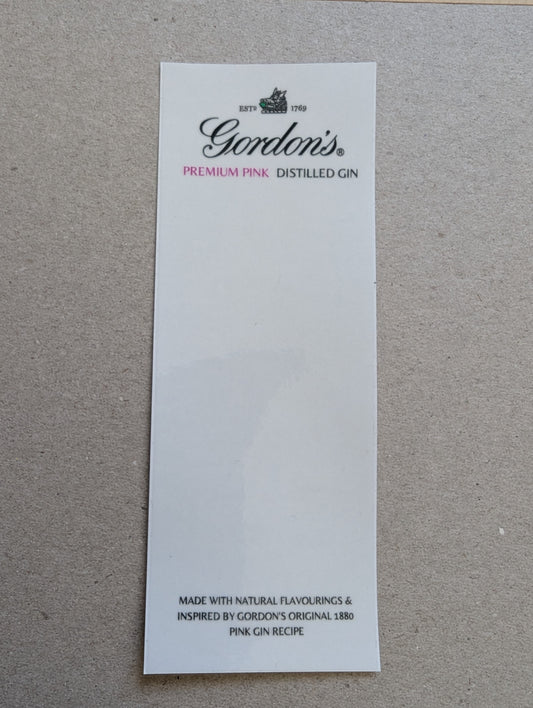 ESTD 1769
Gordon's®
PREMIUM PINK DISTILLED GIN
MADE WITH NATURAL FLAVOURINGS &
INSPIRED BY GORDON'S ORIGINAL 1880
PINK GIN RECIPE